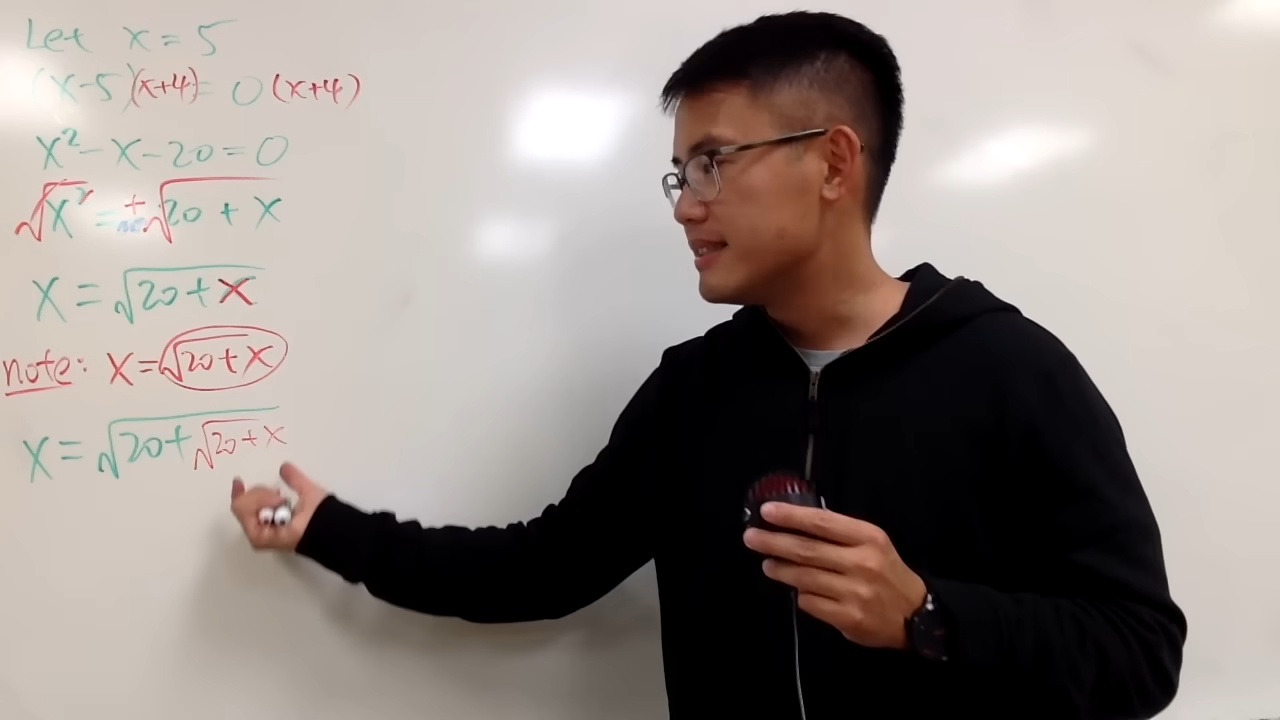 Let x = 5
(x-5)(x+4) = 0 (x+4)
x² - x - 20 = 0
√x² = ±√20 + x
x = √20 + x
note: x = √20 + x
x = √20 + √20 + x